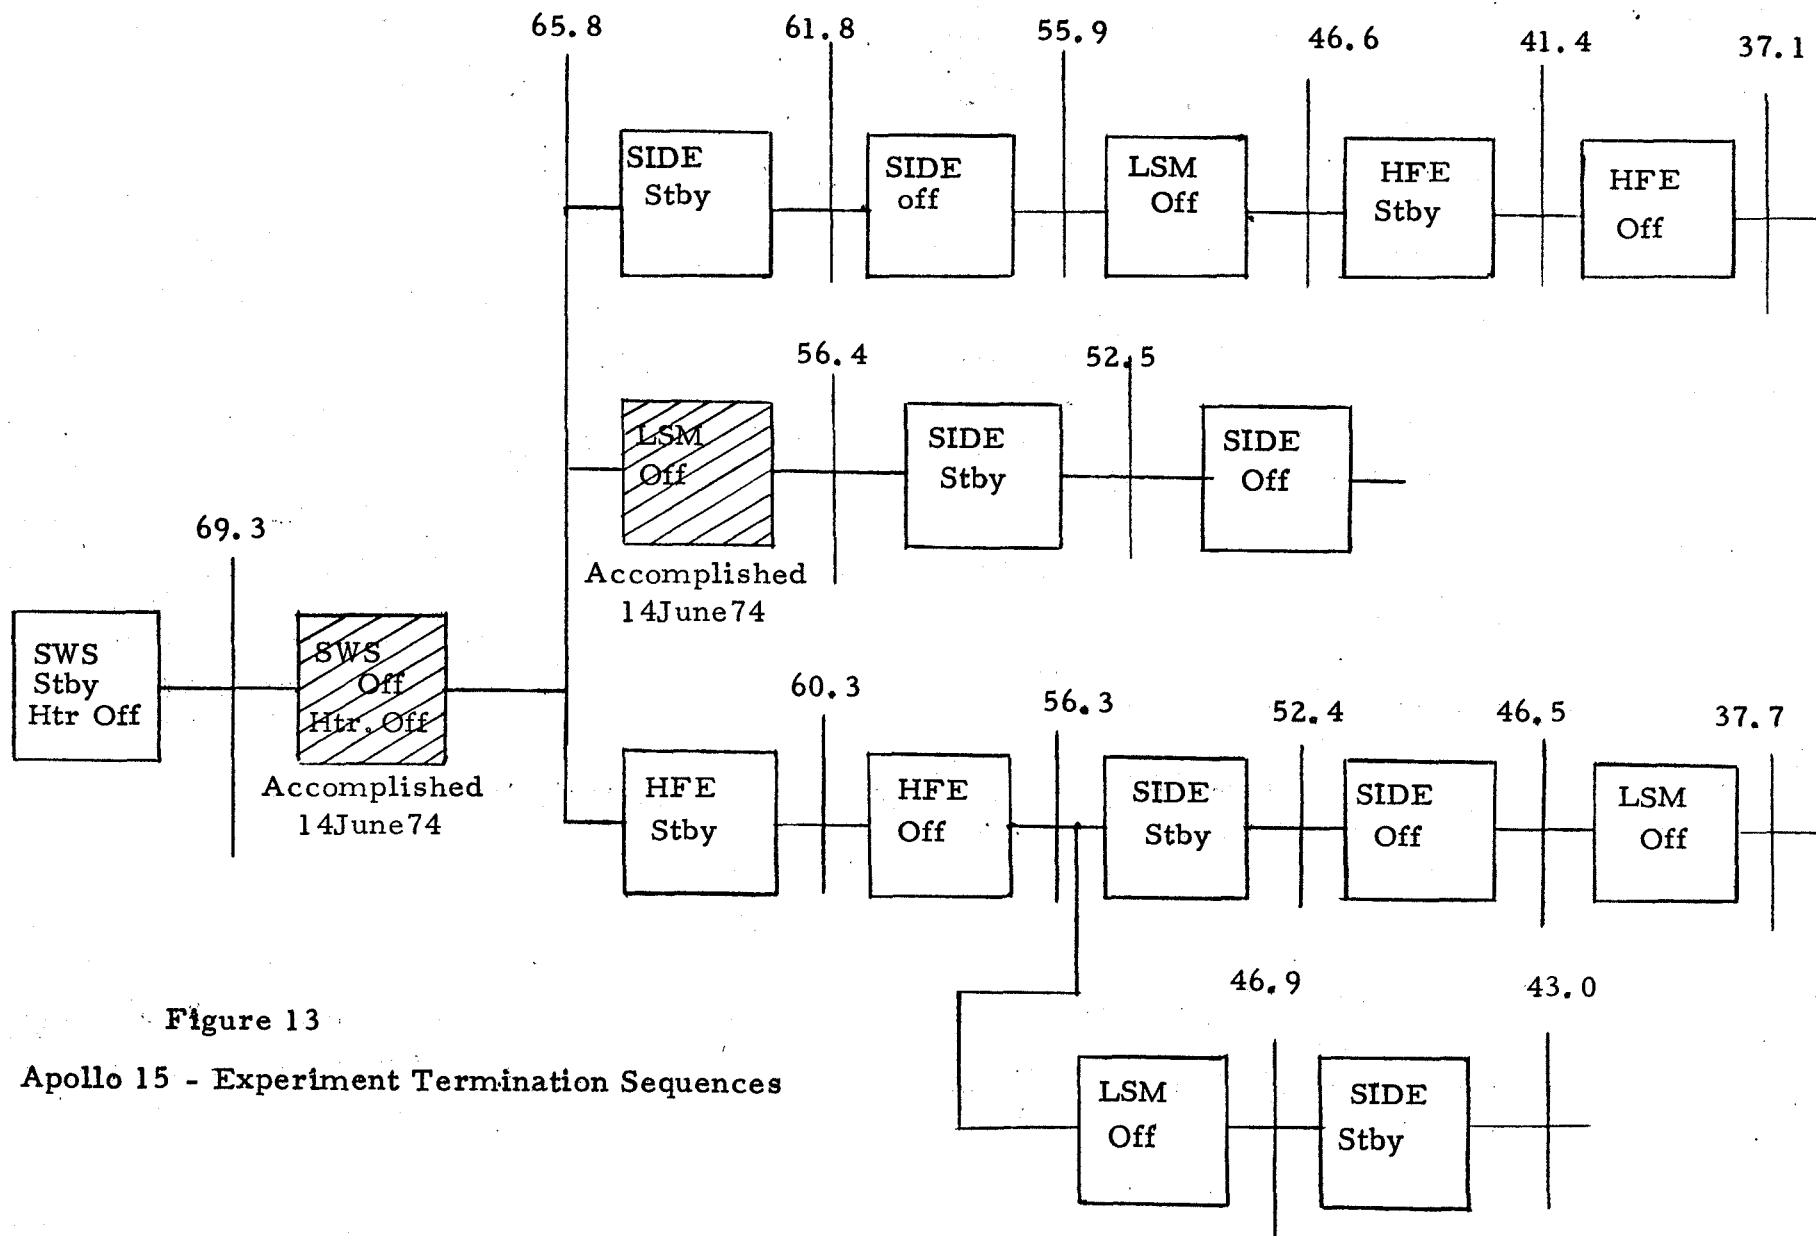 65.8
61.8
55.9
46.6
41.4
37.1
SIDE
Stby
SIDE
off
LSM
Off
HFE
Stby
HFE
Off
56.4
52.5
LSM
Off
SIDE
Stby
SIDE
Off
Accomplished
14June74
69.3
SWS
Stby
Htr Off
SWS
Off
Htr. Off
Accomplished
14June74
60.3
56.3
52.4
46.5
37.7
HFE
Stby
HFE
Off
SIDE
Stby
SIDE
Off
LSM
Off
46.9
43.0
LSM
Off
SIDE
Stby
Figure 13
Apollo 15 - Experiment Termination Sequences